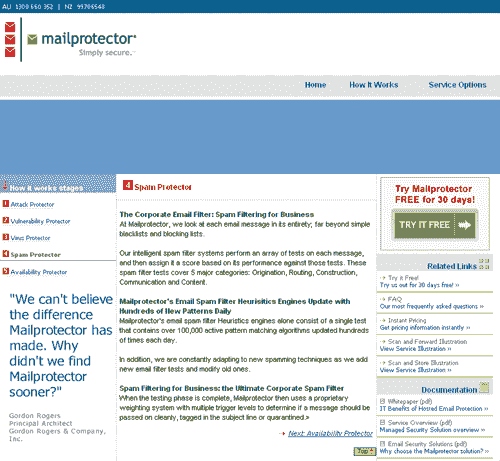 AU 1300 650 352 | NZ 99706548
mailprotector
Simply secure.
Home How It Works Service Options
How it works stages
1 Attack Protector
2 Vulnerability Protector
3 Virus Protector
4 Spam Protector
5 Availability Protector
"We can't believe
the difference
Mailprotector has
made. Why
didn't we find
Mailprotector
sooner?"
Gordon Rogers
Principal Architect
Gordon Rogers & Company,
Inc.
4 Spam Protector
The Corporate Email Filter: Spam Filtering for Business
At Mailprotector, we look at each email message in its entirety; far beyond simple
blacklists and blocking lists.
Our intelligent spam filter systems perform an array of tests on each message,
and then assign it a score based on its performance against those tests. These
spam filter tests cover 5 major categories: Origination, Routing, Construction,
Communication and Content.
Mailprotector's Email Spam Filter Heurisitics Engines Update with
Hundreds of New Patterns Daily
Mailprotector's email spam filter Heuristics engines alone consist of a single test
that contains over 100,000 active pattern matching algorithms updated hundreds
of times each day.
In addition, we are constantly adapting to new spamming techniques as we add
new email filter tests and modify old ones.
Spam Filtering for Business: the Ultimate Corporate Spam Filter
When the testing phase is complete, Mailprotector then uses a proprietary
weighting system with multiple trigger levels to determine if a message should be
passed on cleanly, tagged in the subject line or quarantined.>
Next: Availability Protector
Top
Try Mailprotector
FREE for 30 days!
TRY IT FREE
Related Links
Try it Free!
Try us out for 30 days free! »
FAQ
Our most frequently asked questions »
Instant Pricing
Get pricing information instantly »
Scan and Forward Illustration
View Service Illustration »
Scan and Store Illustration
View Service Illustration »
Documentation
Whitepaper (pdf)
IT Benefits of Hosted Email Protection »
Service Overview (pdf)
Managed Security Solution overview »
Email Security Solutions (pdf)
Why choose the Mailprotector solution? »